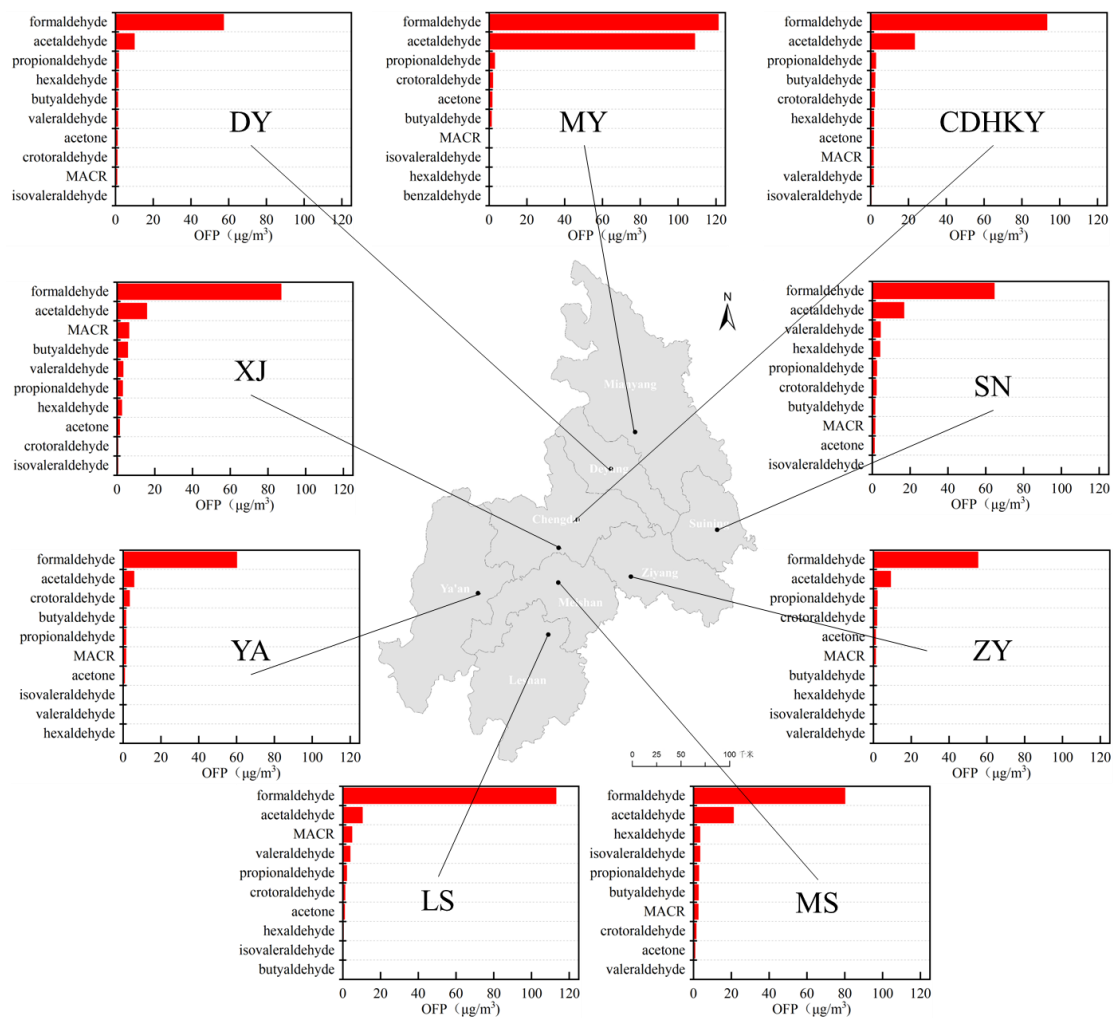 formaldehyde
acetaldehyde
propionaldehyde
hexaldehyde
butyaldehyde
valeraldehyde
acetone
crotoraldehyde
MACR
isovaleraldehyde
DY
0 20 40 60 80 100 120
OFP（μg/m³）
formaldehyde
acetaldehyde
propionaldehyde
crotoraldehyde
acetone
butyaldehyde
MACR
isovaleraldehyde
hexaldehyde
benzaldehyde
MY
0 20 40 60 80 100 120
OFP（μg/m³）
formaldehyde
acetaldehyde
propionaldehyde
butyaldehyde
crotoraldehyde
hexaldehyde
acetone
MACR
valeraldehyde
isovaleraldehyde
CDHKY
0 20 40 60 80 100 120
OFP（μg/m³）
formaldehyde
acetaldehyde
MACR
butyaldehyde
valeraldehyde
propionaldehyde
hexaldehyde
acetone
crotoraldehyde
isovaleraldehyde
XJ
0 20 40 60 80 100 120
OFP（μg/m³）
N
Mianyang
Deyang
Chengdu
Suining
Ziyang
Ya'an
Meishan
Leshan
0 25 50 100 千米
formaldehyde
acetaldehyde
valeraldehyde
hexaldehyde
propionaldehyde
crotoraldehyde
butyaldehyde
MACR
acetone
isovaleraldehyde
SN
0 20 40 60 80 100 120
OFP（μg/m³）
formaldehyde
acetaldehyde
crotoraldehyde
butyaldehyde
propionaldehyde
MACR
acetone
isovaleraldehyde
valeraldehyde
hexaldehyde
YA
0 20 40 60 80 100 120
OFP（μg/m³）
formaldehyde
acetaldehyde
propionaldehyde
crotoraldehyde
acetone
MACR
butyaldehyde
hexaldehyde
isovaleraldehyde
valeraldehyde
ZY
0 20 40 60 80 100 120
OFP（μg/m³）
formaldehyde
acetaldehyde
MACR
valeraldehyde
propionaldehyde
crotoraldehyde
acetone
hexaldehyde
isovaleraldehyde
butyaldehyde
LS
0 20 40 60 80 100 120
OFP（μg/m³）
formaldehyde
acetaldehyde
hexaldehyde
isovaleraldehyde
propionaldehyde
butyaldehyde
MACR
crotoraldehyde
acetone
valeraldehyde
MS
0 20 40 60 80 100 120
OFP（μg/m³）